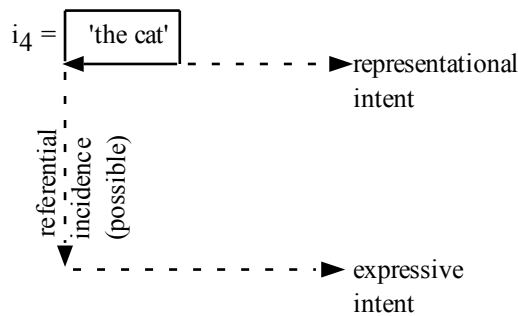 i4 = 'the cat'
representational
intent
referential
incidence
(possible)
expressive
intent